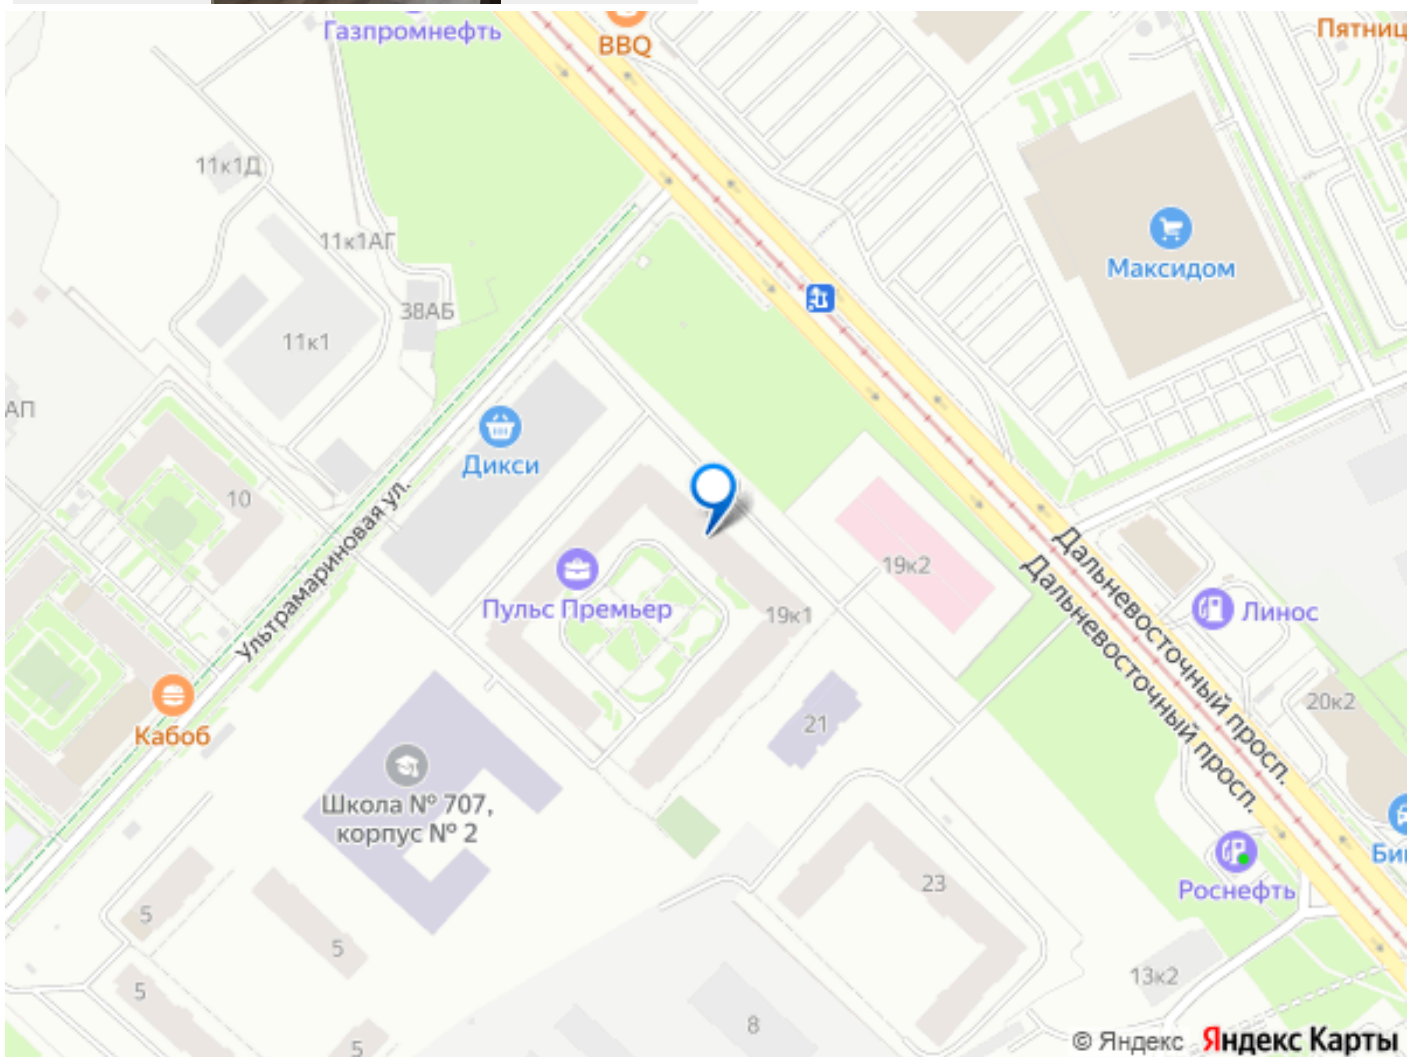 Газпромнефть
BBQ
Пятниц
11к1Д
11к1АГ
38АБ
11к1
Максидом
АП
10
Дикси
Ультрамариновая ул.
Пульс Премьер
19к1
19к2
Дальневосточный просп.
Дальневосточный просп.
Линос
Кабоб
21
20к2
Школа № 707,
корпус № 2
Би
Роснефть
23
5
5
5
5
13к2
8
© Яндекс Яндекс Карты